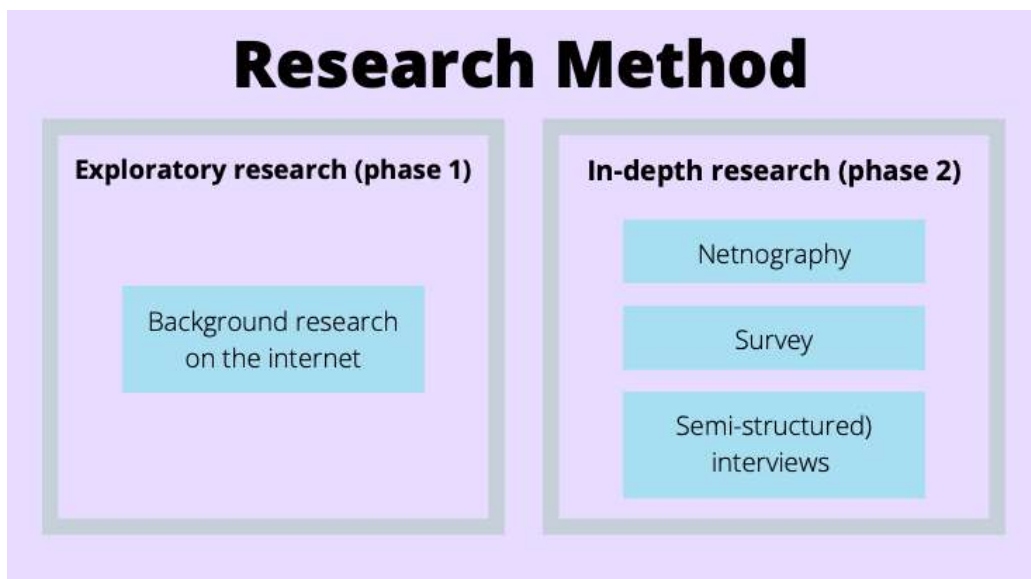 Research Method
Exploratory research (phase 1)
Background research
on the internet
In-depth research (phase 2)
Netnography
Survey
Semi-structured)
interviews